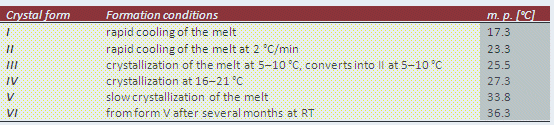 Crystal form Formation conditions m. p. [°C]
I rapid cooling of the melt 17.3
II rapid cooling of the melt at 2 °C/min 23.3
III crystallization of the melt at 5–10 °C, converts into II at 5–10 °C 25.5
IV crystallization at 16–21 °C 27.3
V slow crystallization of the melt 33.8
VI from form V after several months at RT 36.3